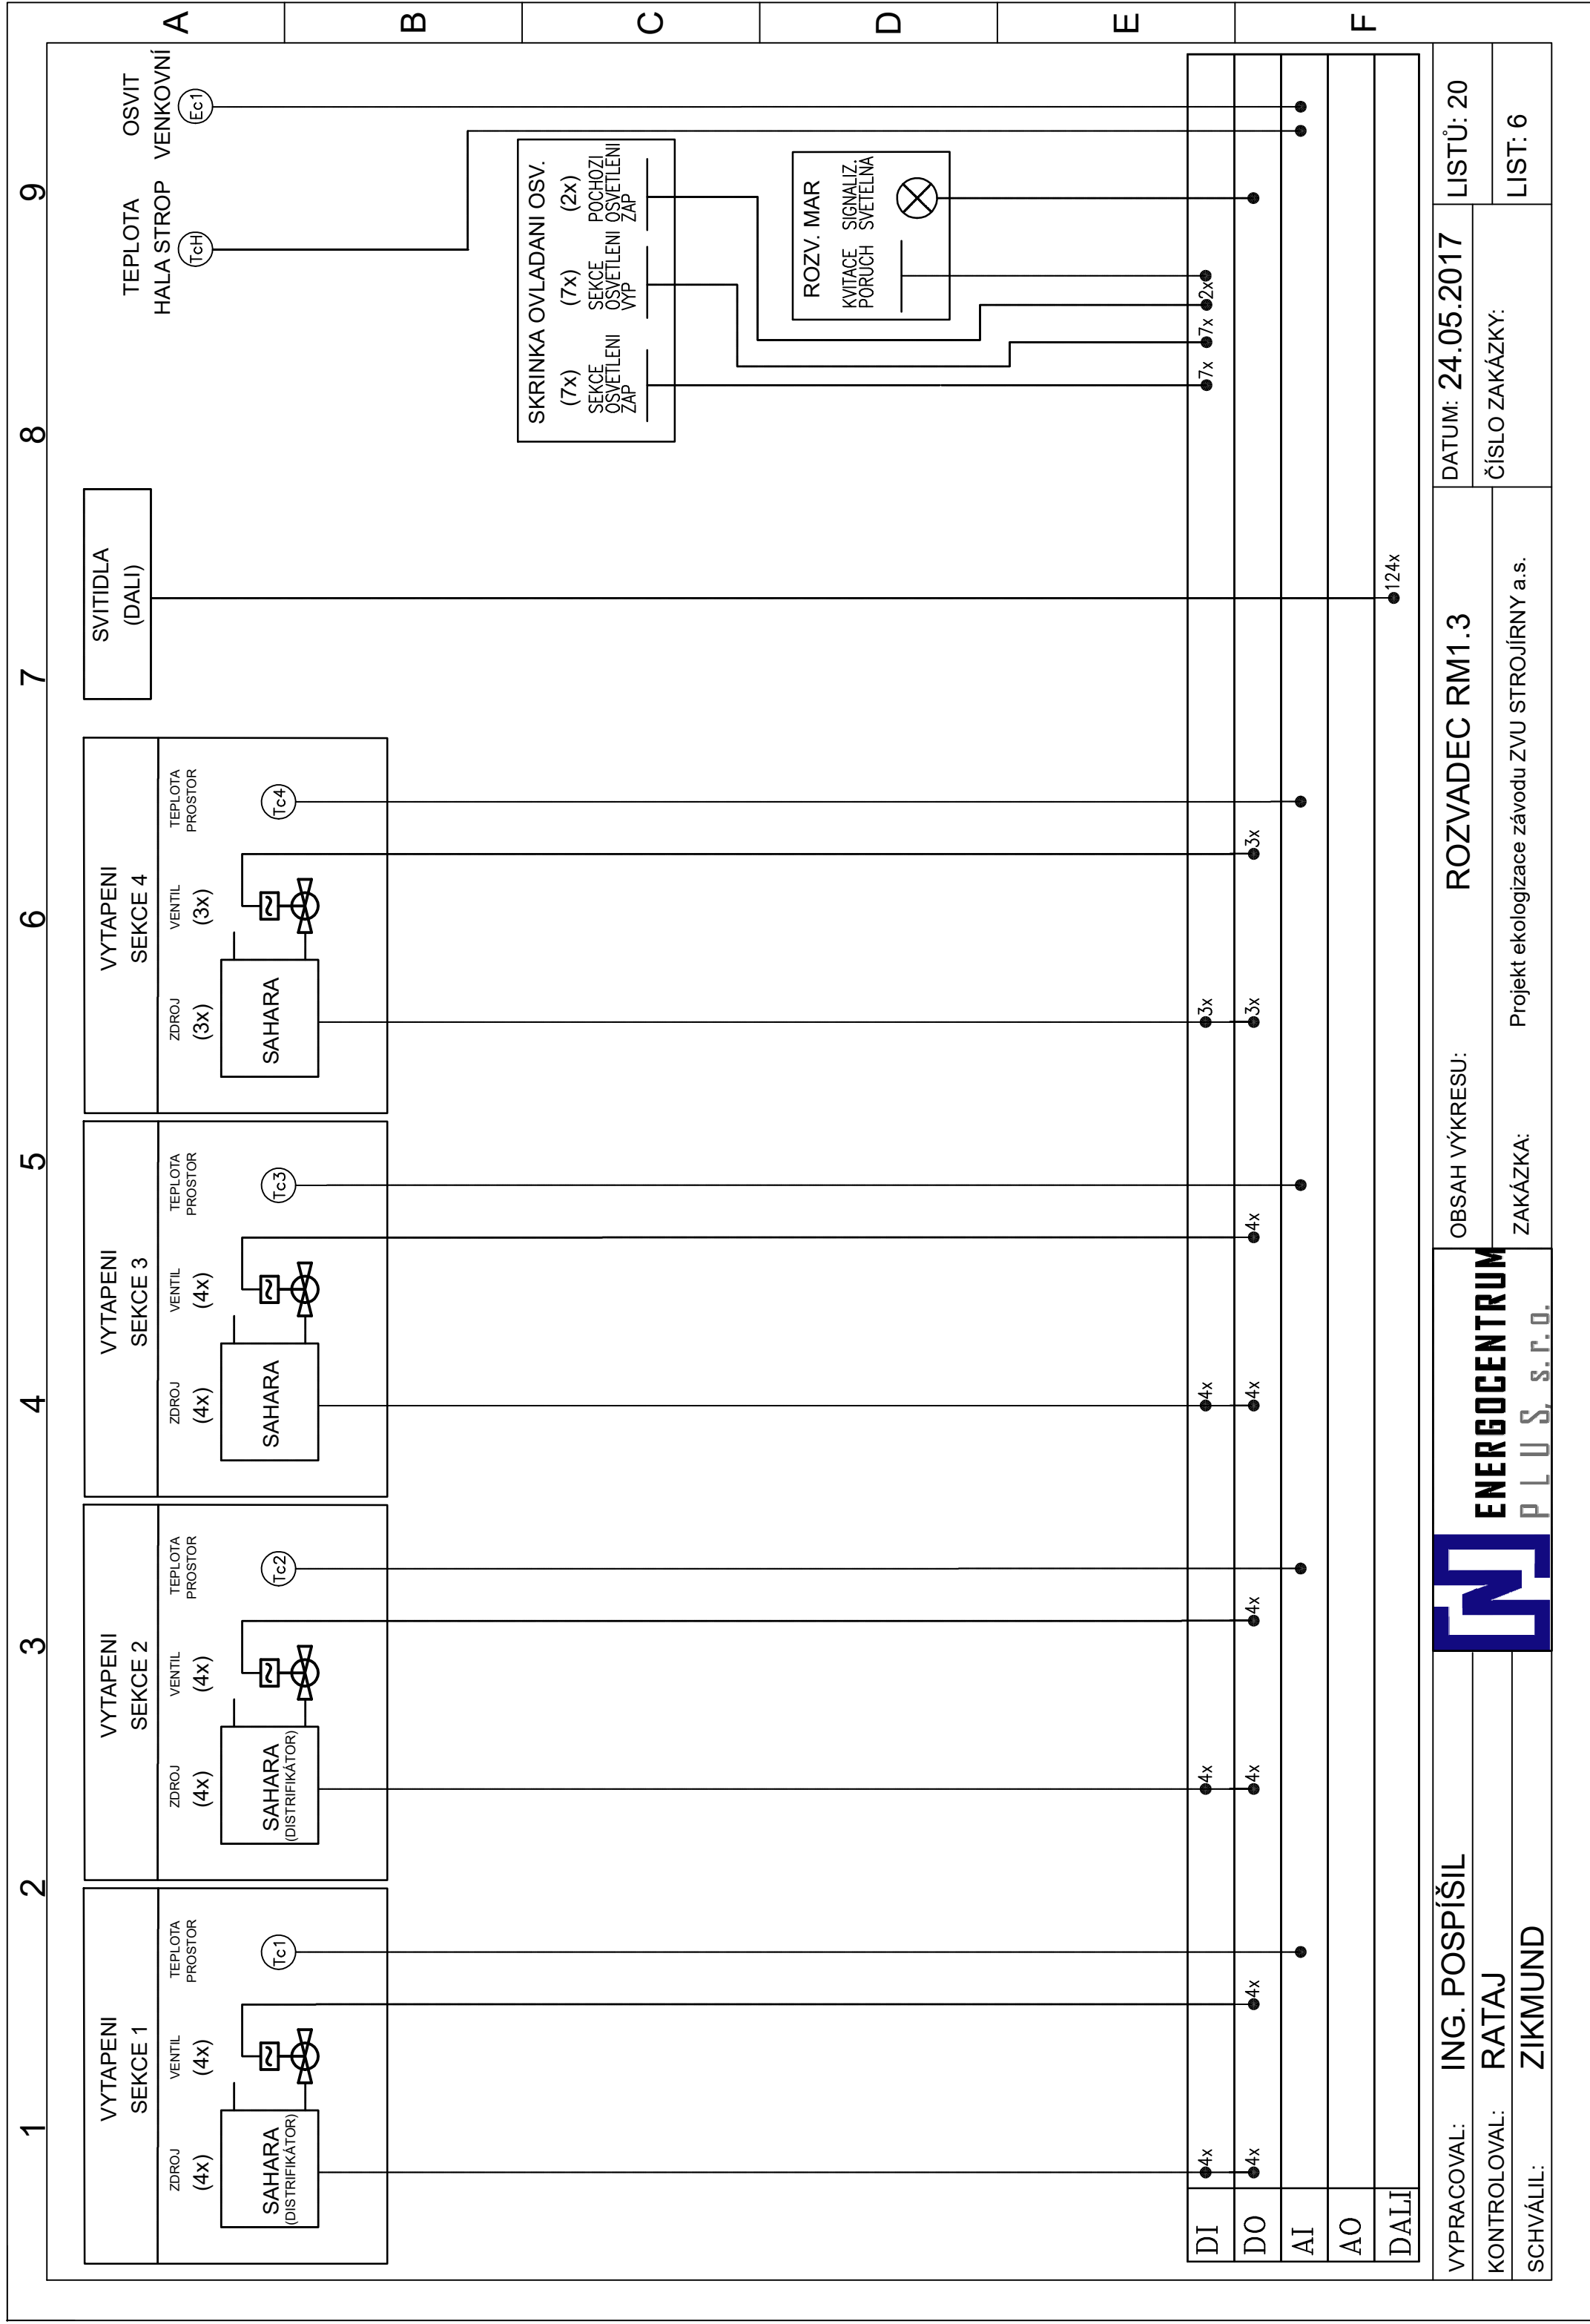 1 2 3 4 5 6 7 8 9
A
B
C
D
E
F
VYTAPENI
SEKCE 1
ZDROJ
(4x)
VENTIL
(4x)
TEPLOTA
PROSTOR
SAHARA
(DISTRIFIKÁTOR)
Tc1
VYTAPENI
SEKCE 2
ZDROJ
(4x)
VENTIL
(4x)
TEPLOTA
PROSTOR
SAHARA
(DISTRIFIKÁTOR)
Tc2
VYTAPENI
SEKCE 3
ZDROJ
(4x)
VENTIL
(4x)
TEPLOTA
PROSTOR
SAHARA
Tc3
VYTAPENI
SEKCE 4
ZDROJ
(3x)
VENTIL
(3x)
TEPLOTA
PROSTOR
SAHARA
Tc4
SVITIDLA
(DALI)
TEPLOTA
HALA STROP
TcH
OSVIT
VENKOVNÍ
Ec1
SKRINKA OVLADANI OSV.
(7x)
SEKCE
OSVETLENI
ZAP
(7x)
SEKCE
OSVETLENI
VYP
(2x)
POCHOZI
OSVETLENI
ZAP
ROZV. MAR
KVITACE
PORUCH
SIGNALIZ.
SVETELNA
DI 4x 4x 4x 3x 7x 7x 2x
DO 4x 4x 4x 4x 4x 4x 3x 3x
AI
AO
DALI 124x
VYPRACOVAL: ING. POSPÍŠIL
KONTROLOVAL: RATAJ
SCHVÁLIL: ZIKMUND
ENERGOCENTRUM
PLUS, s.r.o.
OBSAH VÝKRESU: ROZVADEC RM1.3
ZAKÁZKA: Projekt ekologizace závodu ZVU STROJÍRNY a.s.
DATUM: 24.05.2017
ČÍSLO ZAKÁZKY:
LISTŮ: 20
LIST: 6